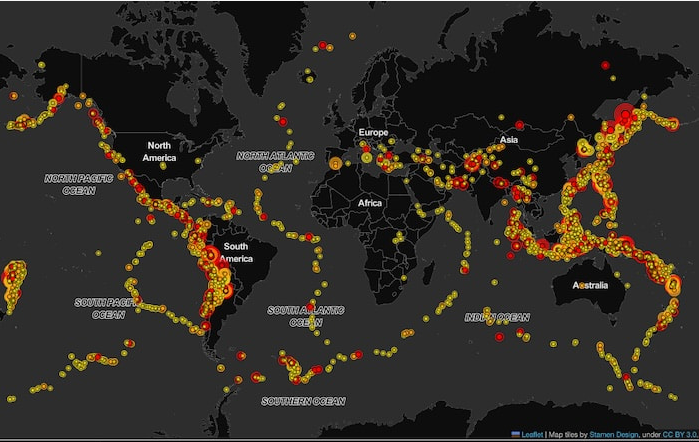 North
America
Europe
Asia
NORTH ATLANTIC
OCEAN
NORTH PACIFIC
OCEAN
Africa
South
America
Australia
SOUTH PACIFIC
OCEAN
SOUTH ATLANTIC
OCEAN
INDIAN OCEAN
SOUTHERN OCEAN
Leaflet | Map tiles by Stamen Design, under CC BY 3.0.